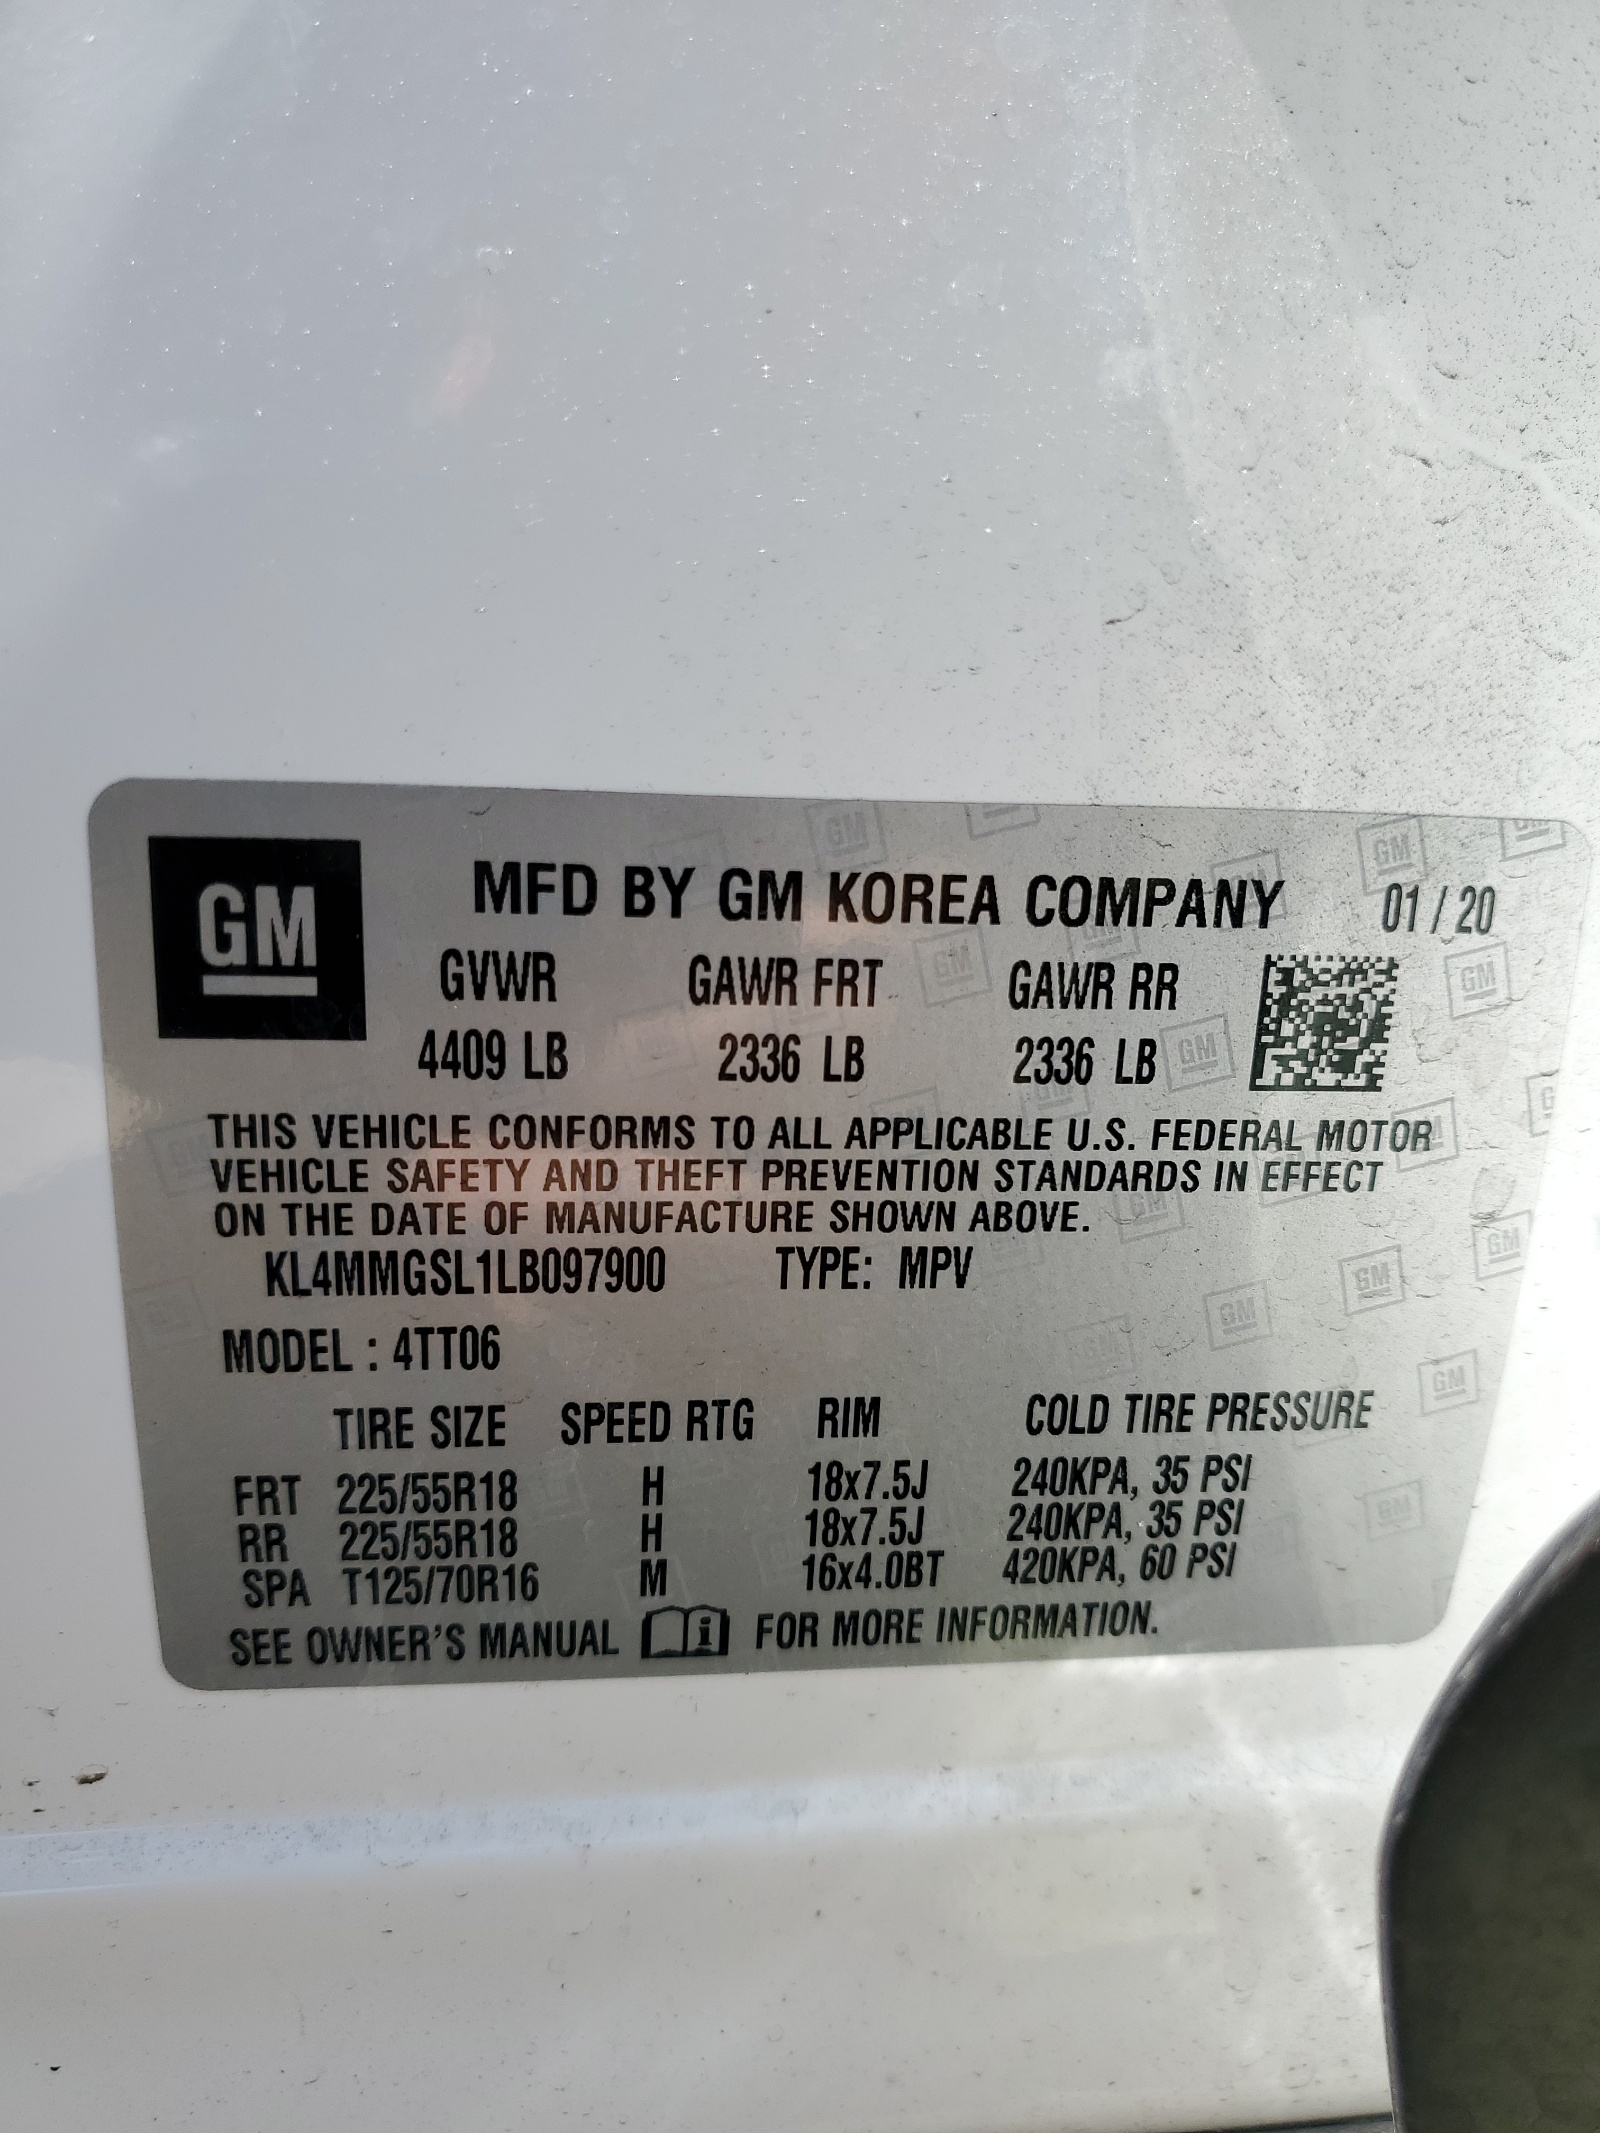 GM MFD BY GM KOREA COMPANY 01 / 20
GVWR GAWR FRT GAWR RR
4409 LB 2336 LB 2336 LB
THIS VEHICLE CONFORMS TO ALL APPLICABLE U.S. FEDERAL MOTOR
VEHICLE SAFETY AND THEFT PREVENTION STANDARDS IN EFFECT
ON THE DATE OF MANUFACTURE SHOWN ABOVE.
KL4MMGSL1LB097900 TYPE: MPV
MODEL : 4TT06
TIRE SIZE SPEED RTG RIM COLD TIRE PRESSURE
FRT 225/55R18 H 18x7.5J 240KPA, 35 PSI
RR 225/55R18 H 18x7.5J 240KPA, 35 PSI
SPA T125/70R16 M 16x4.0BT 420KPA, 60 PSI
SEE OWNER'S MANUAL i FOR MORE INFORMATION.